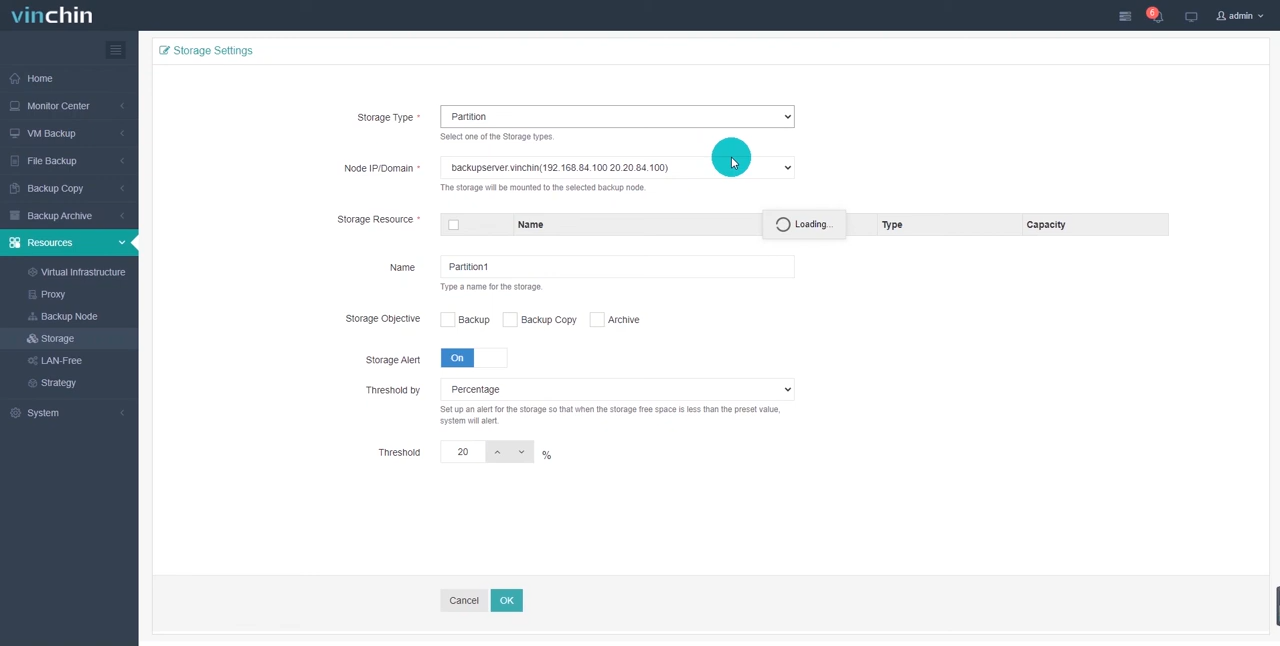 vinchin
6
admin
Home
Monitor Center
VM Backup
File Backup
Backup Copy
Backup Archive
Resources
Virtual Infrastructure
Proxy
Backup Node
Storage
LAN-Free
Strategy
System
Storage Settings
Storage Type *
Partition
Select one of the Storage types.
Node IP/Domain *
backupserver.vinchin(192.168.84.100 20.20.84.100)
The storage will be mounted to the selected backup node.
Storage Resource *
Name
Loading...
Type
Capacity
Name
Partition1
Type a name for the storage.
Storage Objective
Backup
Backup Copy
Archive
Storage Alert
On
Threshold by
Percentage
Set up an alert for the storage so that when the storage free space is less than the preset value,
system will alert.
Threshold
20
%
Cancel
OK